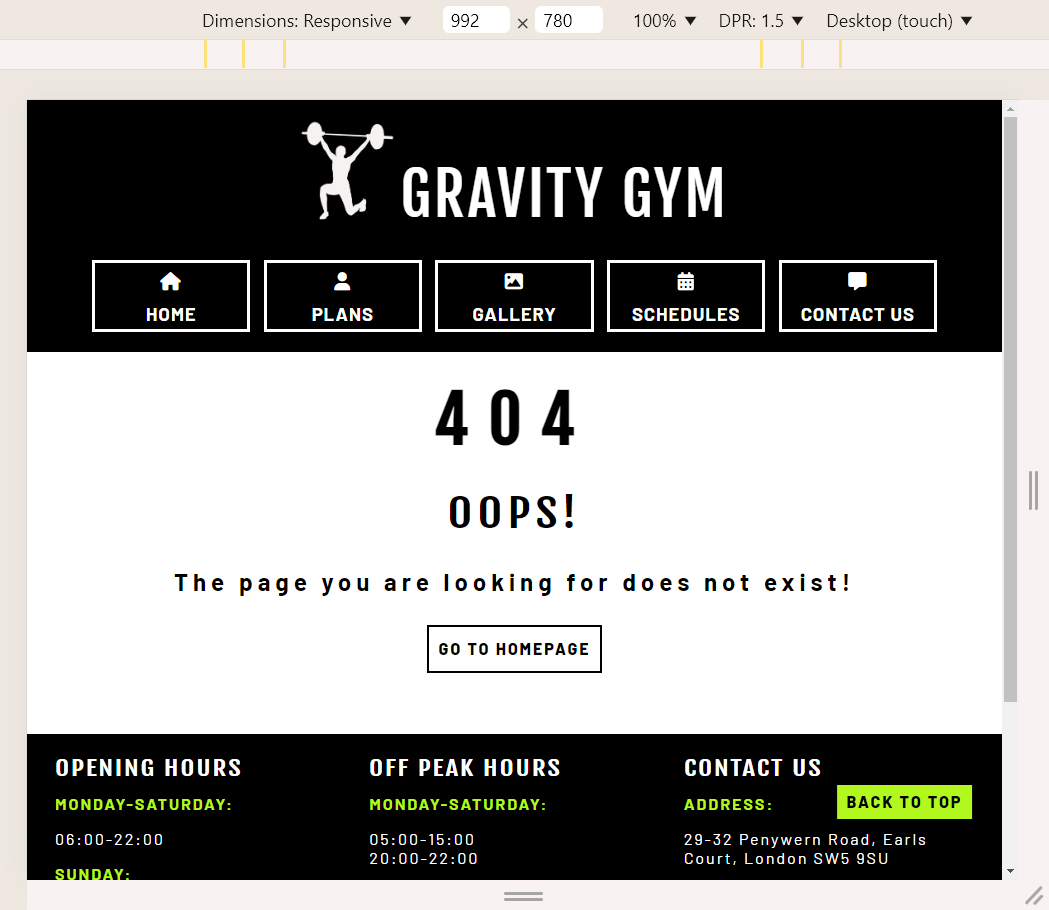 Dimensions: Responsive ▼ 992 × 780 100% ▼ DPR: 1.5 ▼ Desktop (touch) ▼
GRAVITY GYM
HOME PLANS GALLERY SCHEDULES CONTACT US
404
OOPS!
The page you are looking for does not exist!
GO TO HOMEPAGE
OPENING HOURS
MONDAY-SATURDAY:
06:00-22:00
SUNDAY:
OFF PEAK HOURS
MONDAY-SATURDAY:
05:00-15:00
20:00-22:00
CONTACT US
ADDRESS:
BACK TO TOP
29-32 Penywern Road, Earls
Court, London SW5 9SU